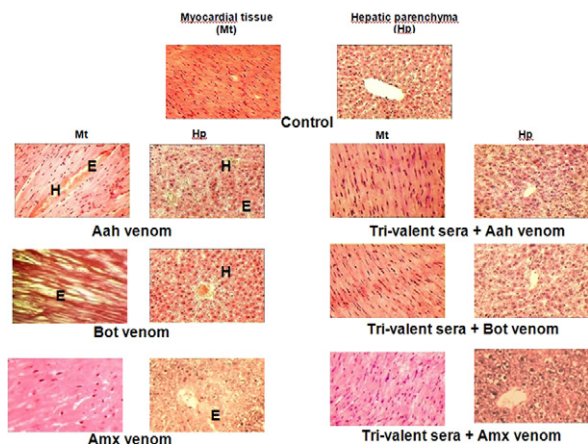 Myocardial tissue
(Mt)
Hepatic parenchyma
(Hp)
Control
Mt
Hp
Mt
Hp
E
H
H
E
Aah venom
Tri-valent sera + Aah venom
E
H
Bot venom
Tri-valent sera + Bot venom
E
Amx venom
Tri-valent sera + Amx venom